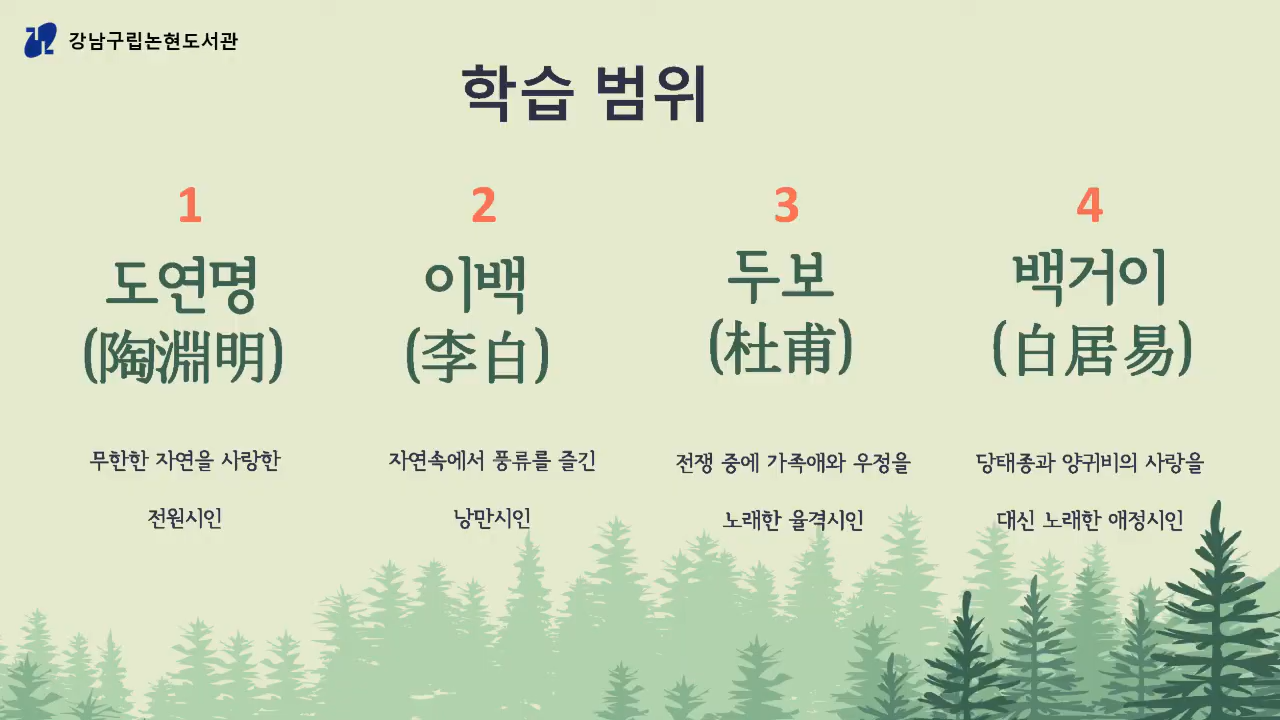 강남구립논현도서관
학습 범위
1
도연명
(陶淵明)
무한한 자연을 사랑한
전원시인
2
이백
(李白)
자연속에서 풍류를 즐긴
낭만시인
3
두보
(杜甫)
전쟁 중에 가족애와 우정을
노래한 율격시인
4
백거이
(白居易)
당태종과 양귀비의 사랑을
대신 노래한 애정시인